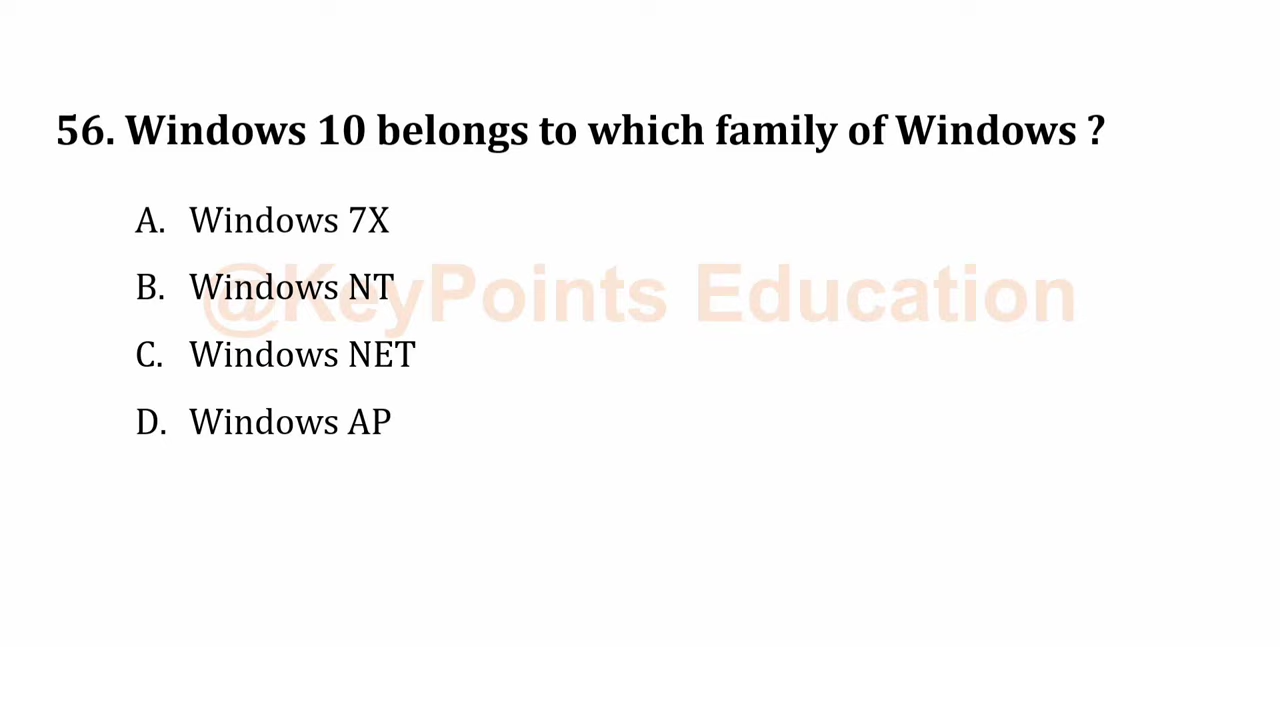 56. Windows 10 belongs to which family of Windows ?
A. Windows 7X
B. Windows NT
@KeyPoints Education
C. Windows NET
D. Windows AP